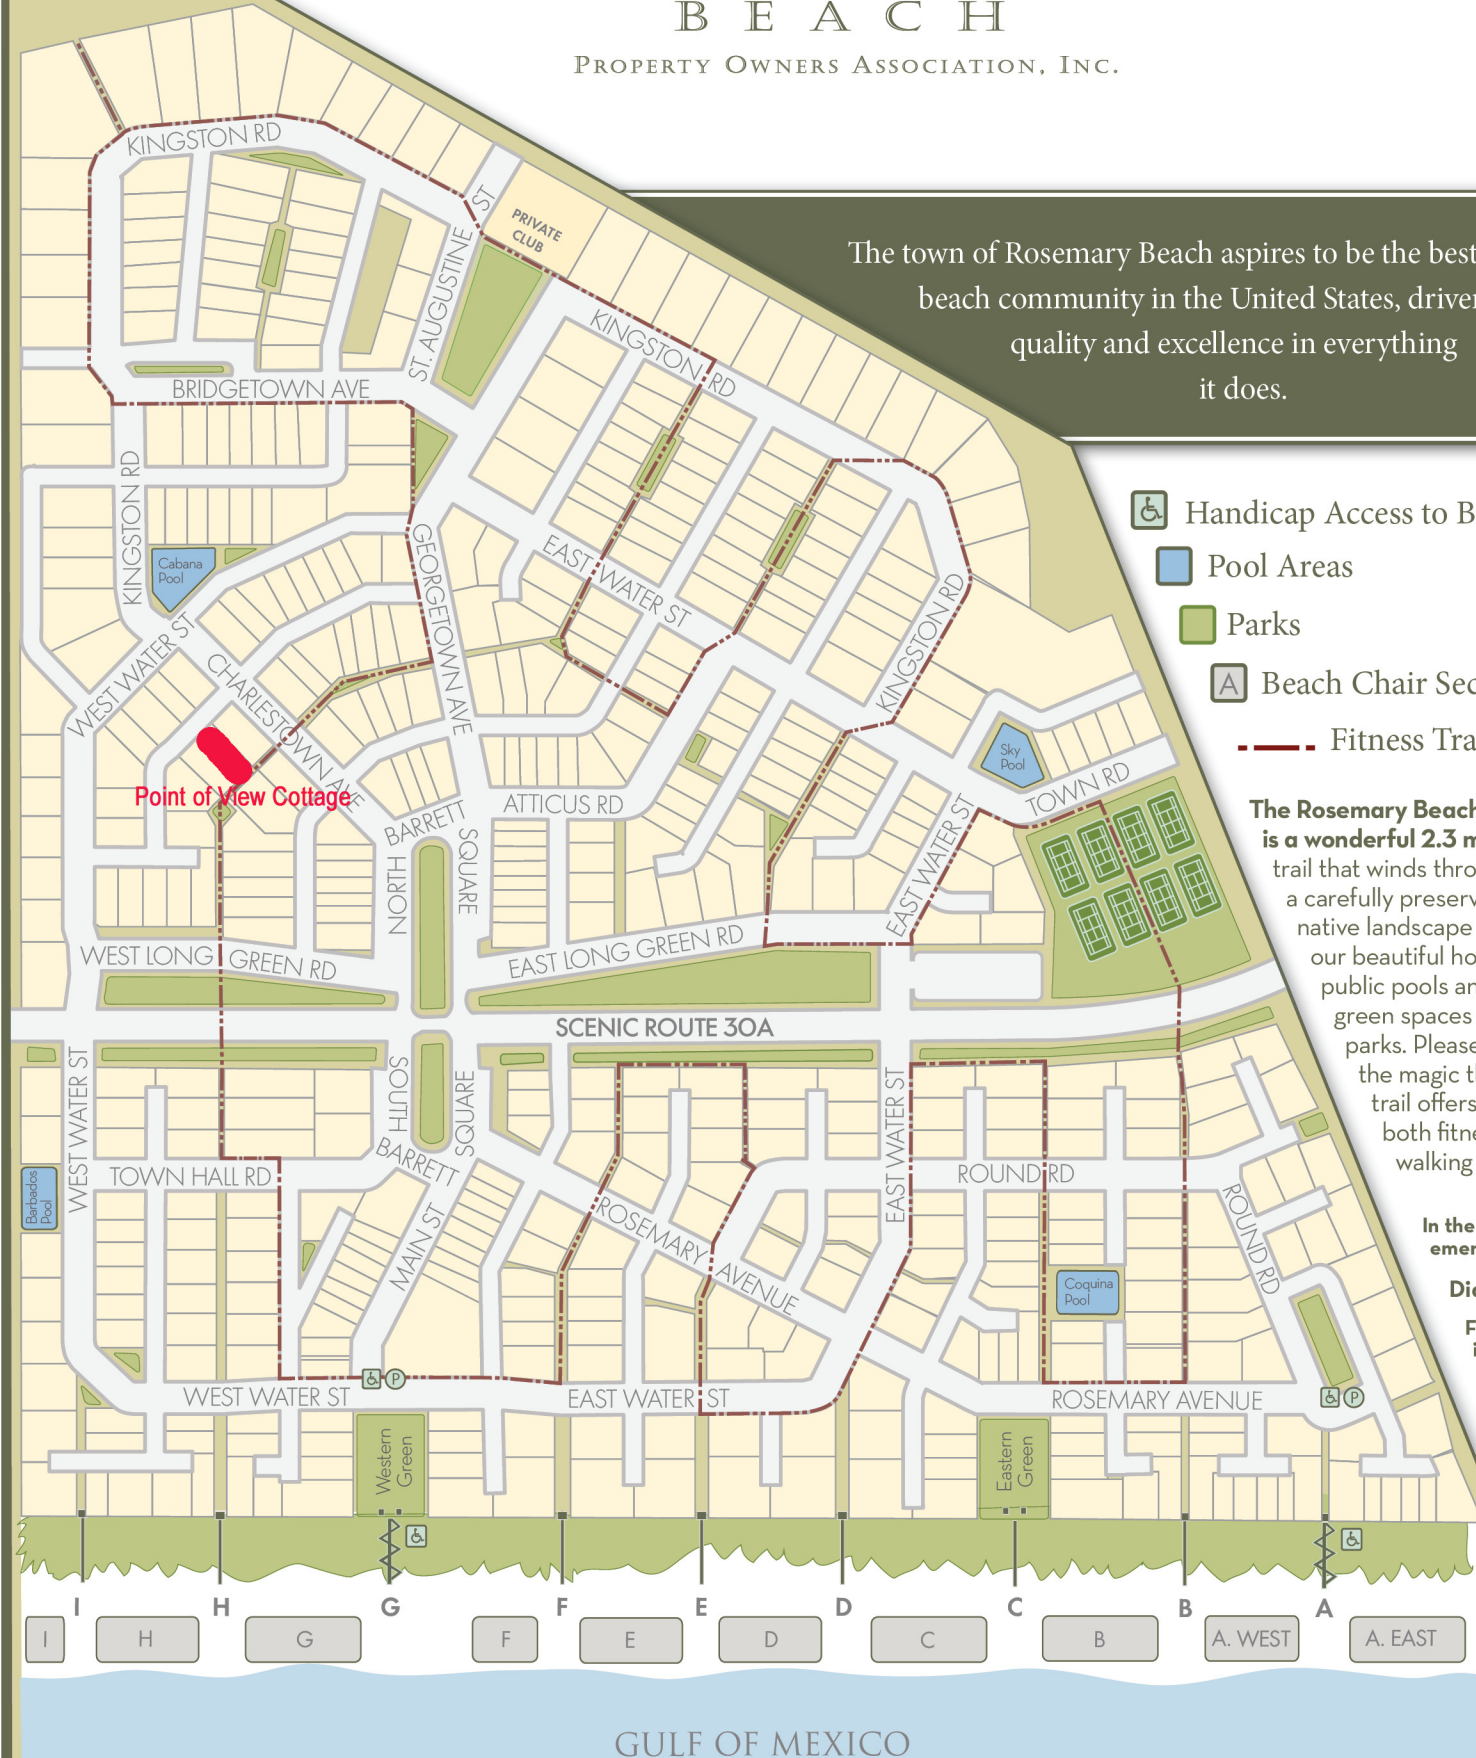 BEACH
PROPERTY OWNERS ASSOCIATION, INC.
The town of Rosemary Beach aspires to be the best
beach community in the United States, driven
quality and excellence in everything
it does.
Handicap Access to B
Pool Areas
Parks
A
Beach Chair Sec
Fitness Tra
The Rosemary Beach
is a wonderful 2.3 m
trail that winds thro
a carefully preserv
native landscape
our beautiful ho
public pools an
green spaces
parks. Please
the magic t
trail offers
both fitne
walking
In the
emer
Di
F
i
KINGSTON RD
ST
PRIVATE
CLUB
ST. AUGUSTINE
KINGSTON RD
BRIDGETOWN AVE
KINGSTON RD
Cabana
Pool
GEORGETOWN AVE
EAST WATER ST
KINGSTON RD
WEST WATER ST
CHARLESTOWN AVE
Point of View Cottage
Sky
Pool
TOWN RD
ATTICUS RD
BARRETT
NORTH
SQUARE
EAST WATER ST
WEST LONG GREEN RD
EAST LONG GREEN RD
SCENIC ROUTE 30A
WEST WATER ST
SOUTH
SQUARE
BARRETT
EAST WATER ST
Barbados
Pool
TOWN HALL RD
ROUND RD
ROUND RD
MAIN ST
ROSEMARY AVENUE
Coquina
Pool
P
WEST WATER ST
EAST WATER ST
ROSEMARY AVENUE
P
Western
Green
Eastern
Green
I H G F E D C B A
I H G F E D C B A. WEST A. EAST
GULF OF MEXICO